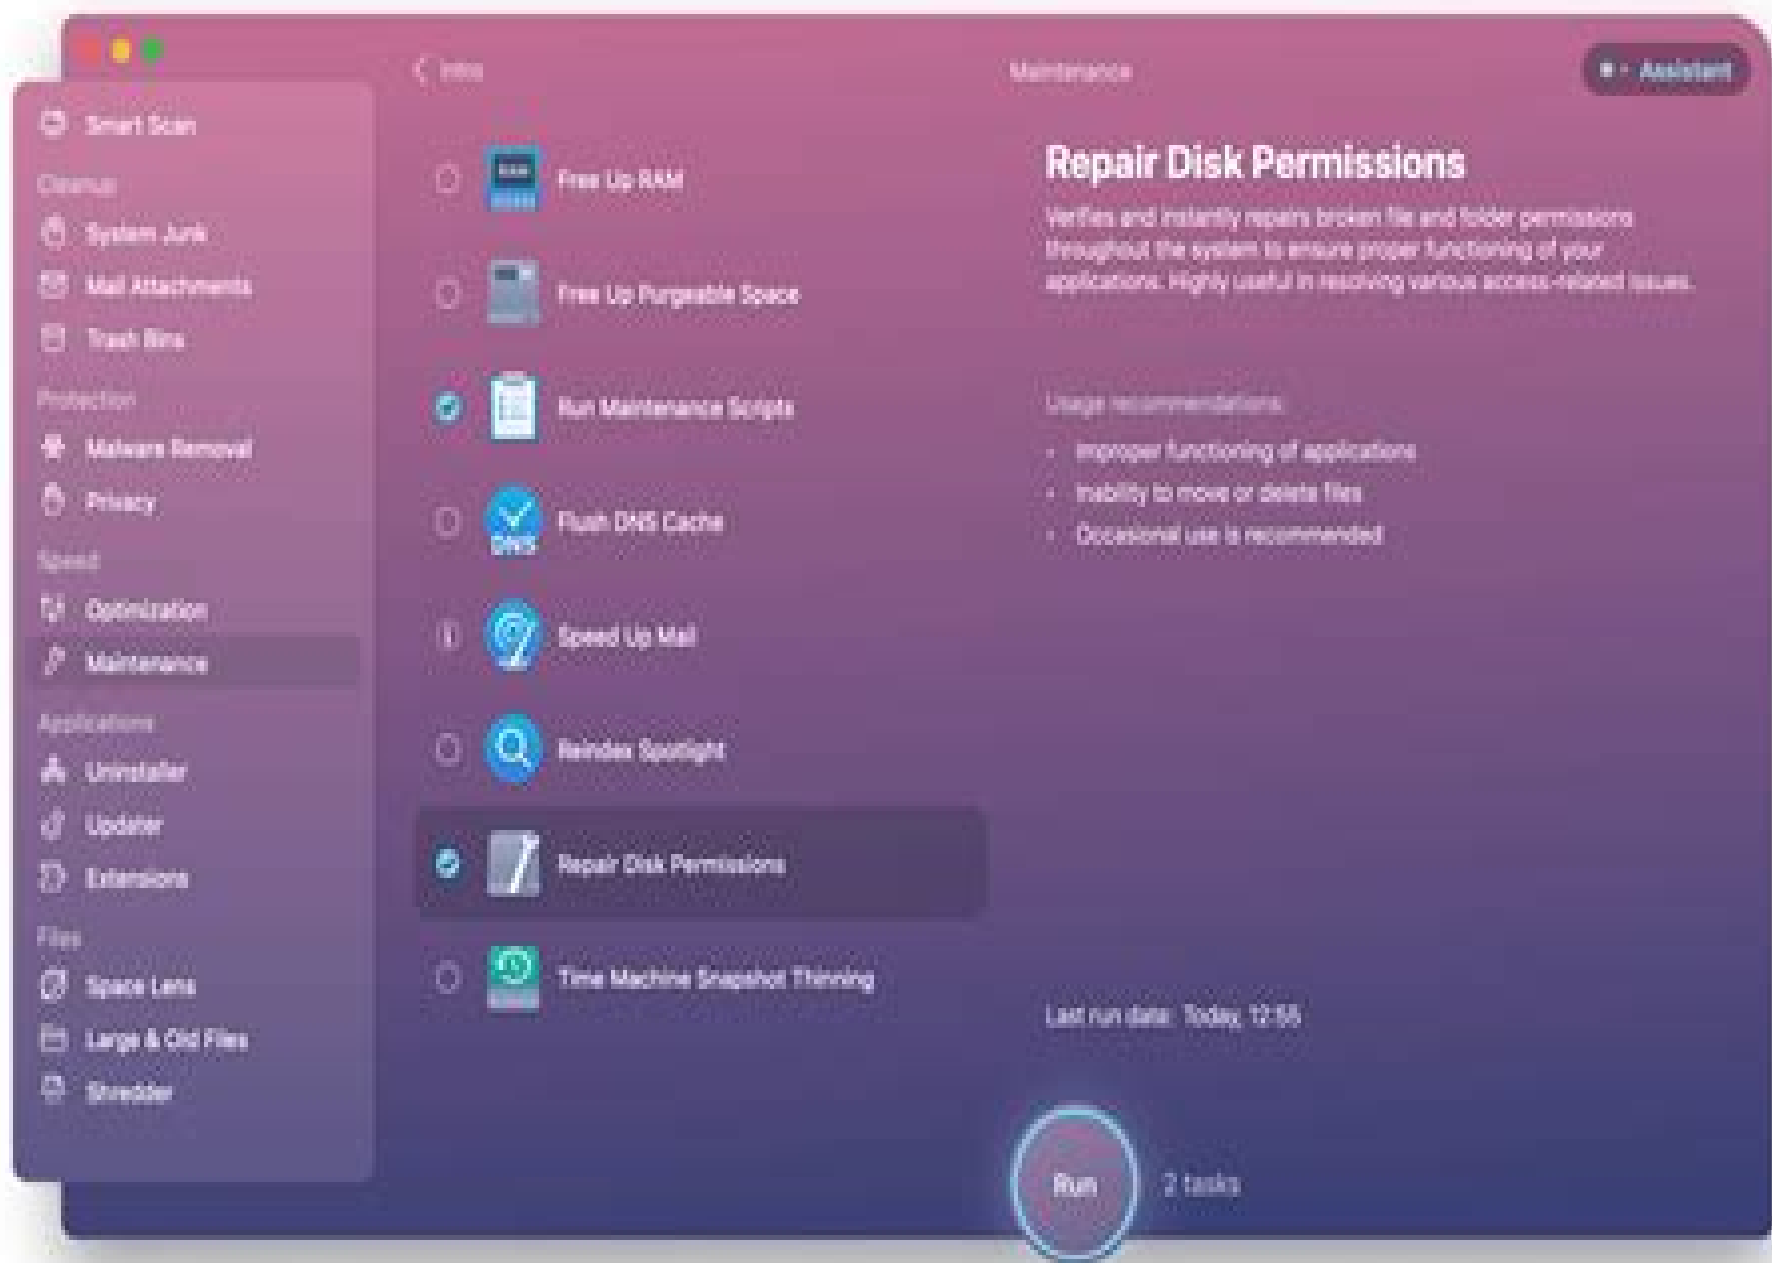 Intro
Maintenance
Assistant
Smart Scan
Cleanup
System Junk
Mail Attachments
Trash Bins
Protection
Malware Removal
Privacy
Speed
Optimization
Maintenance
Applications
Uninstaller
Updater
Extensions
Files
Space Lens
Large & Old Files
Shredder
RAM
Free Up RAM
Free Up Purgeable Space
Run Maintenance Scripts
DNS
Flush DNS Cache
Speed Up Mail
Reindex Spotlight
Repair Disk Permissions
Time Machine Snapshot Thinning
Repair Disk Permissions
Verifies and instantly repairs broken file and folder permissions
throughout the system to ensure proper functioning of your
applications. Highly useful in resolving various access-related issues.
Usage recommendations:
• Improper functioning of applications
• Inability to move or delete files
• Occasional use is recommended
Last run date: Today, 12:55
Run
2 tasks